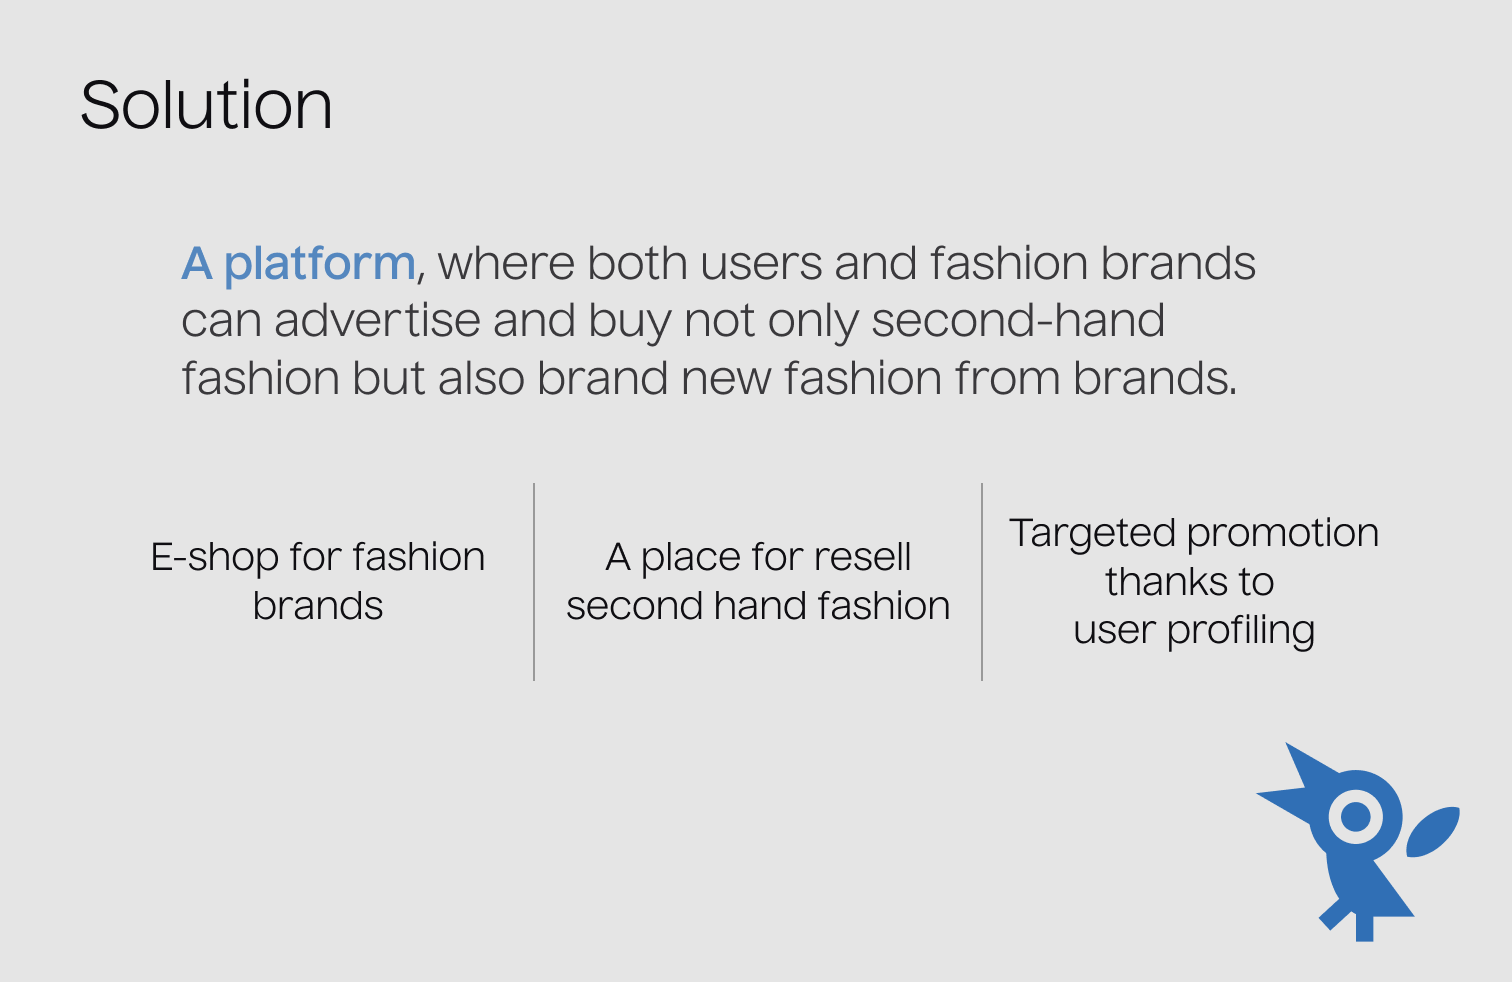 Solution
A platform, where both users and fashion brands
can advertise and buy not only second-hand
fashion but also brand new fashion from brands.
E-shop for fashion
brands
A place for resell
second hand fashion
Targeted promotion
thanks to
user profiling